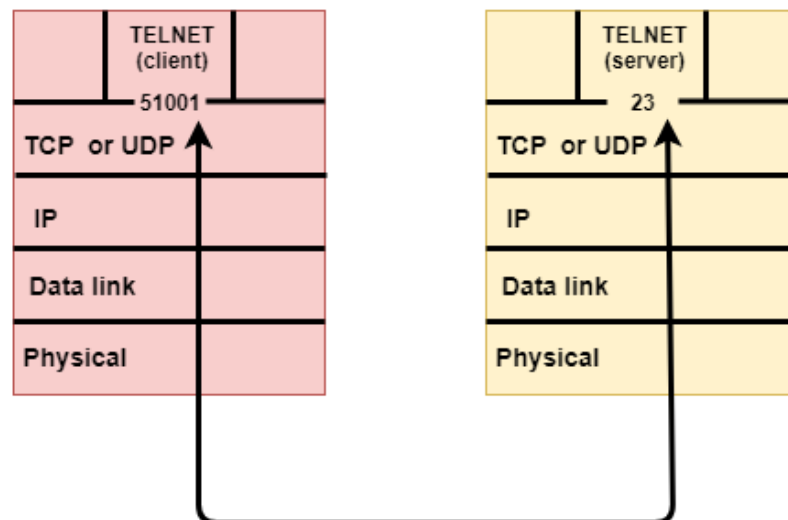 TELNET
(client)
51001
TCP or UDP
IP
Data link
Physical
TELNET
(server)
23
TCP or UDP
IP
Data link
Physical